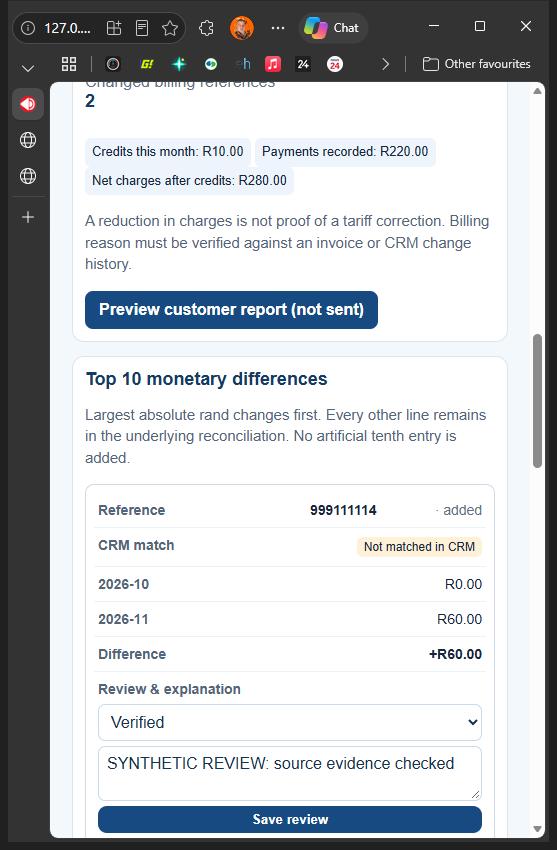 127.0....
Chat
G!
h
24
news
24
Other favourites
Changed billing references
2
Credits this month: R10.00
Payments recorded: R220.00
Net charges after credits: R280.00
A reduction in charges is not proof of a tariff correction. Billing
reason must be verified against an invoice or CRM change
history.
Preview customer report (not sent)
Top 10 monetary differences
Largest absolute rand changes first. Every other line remains
in the underlying reconciliation. No artificial tenth entry is
added.
Reference 999111114 · added
CRM match Not matched in CRM
2026-10 R0.00
2026-11 R60.00
Difference +R60.00
Review & explanation
Verified
SYNTHETIC REVIEW: source evidence checked
Save review